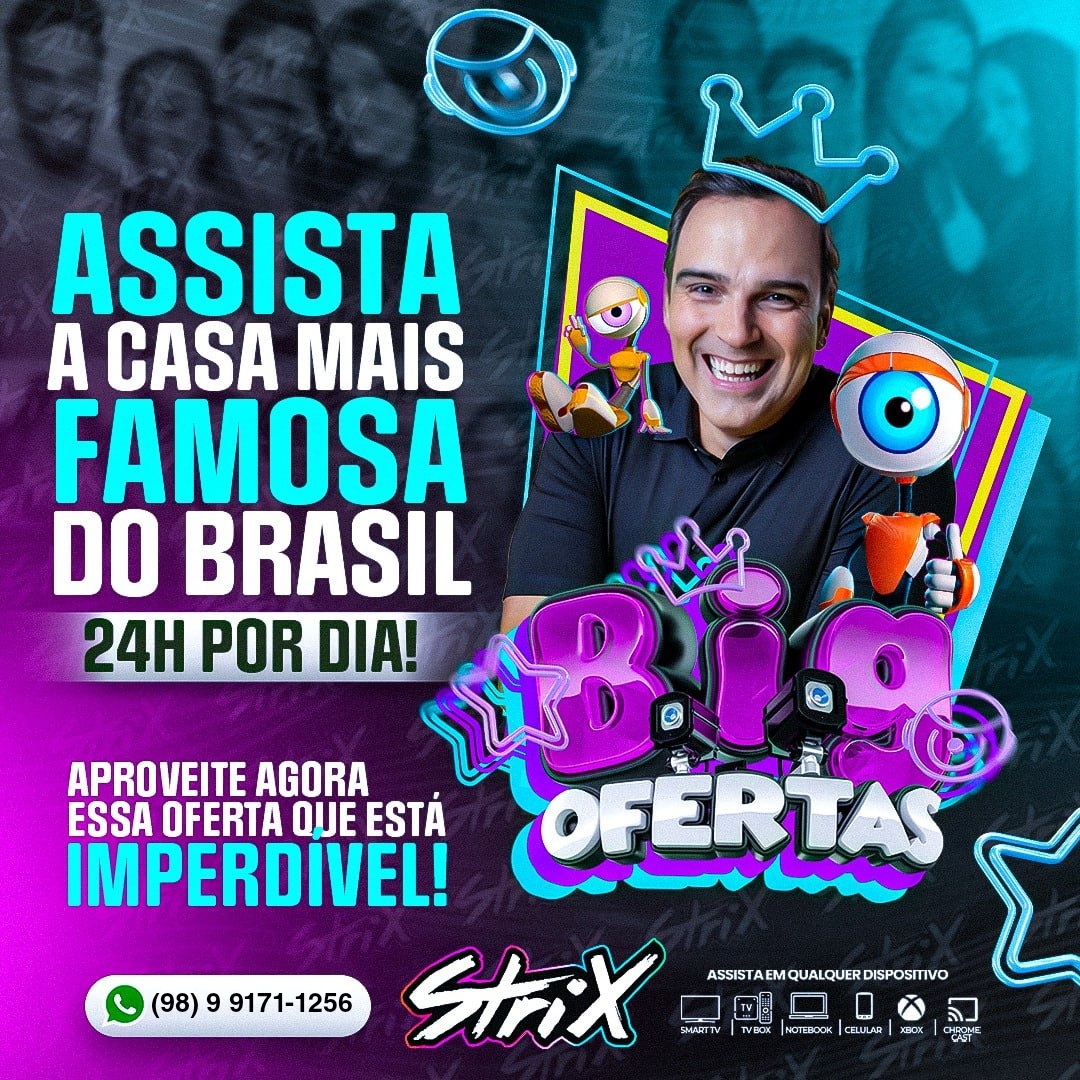 ASSISTA
A CASA MAIS
FAMOSA
DO BRASIL
24H POR DIA!
B.i.g
OFERTAS
APROVEITE AGORA
ESSA OFERTA QUE ESTÁ
IMPERDÍVEL!
(98) 9 9171-1256
StriX
ASSISTA EM QUALQUER DISPOSITIVO
TV
SMART TV | TV BOX | NOTEBOOK | CELULAR | XBOX | CHROME
CAST